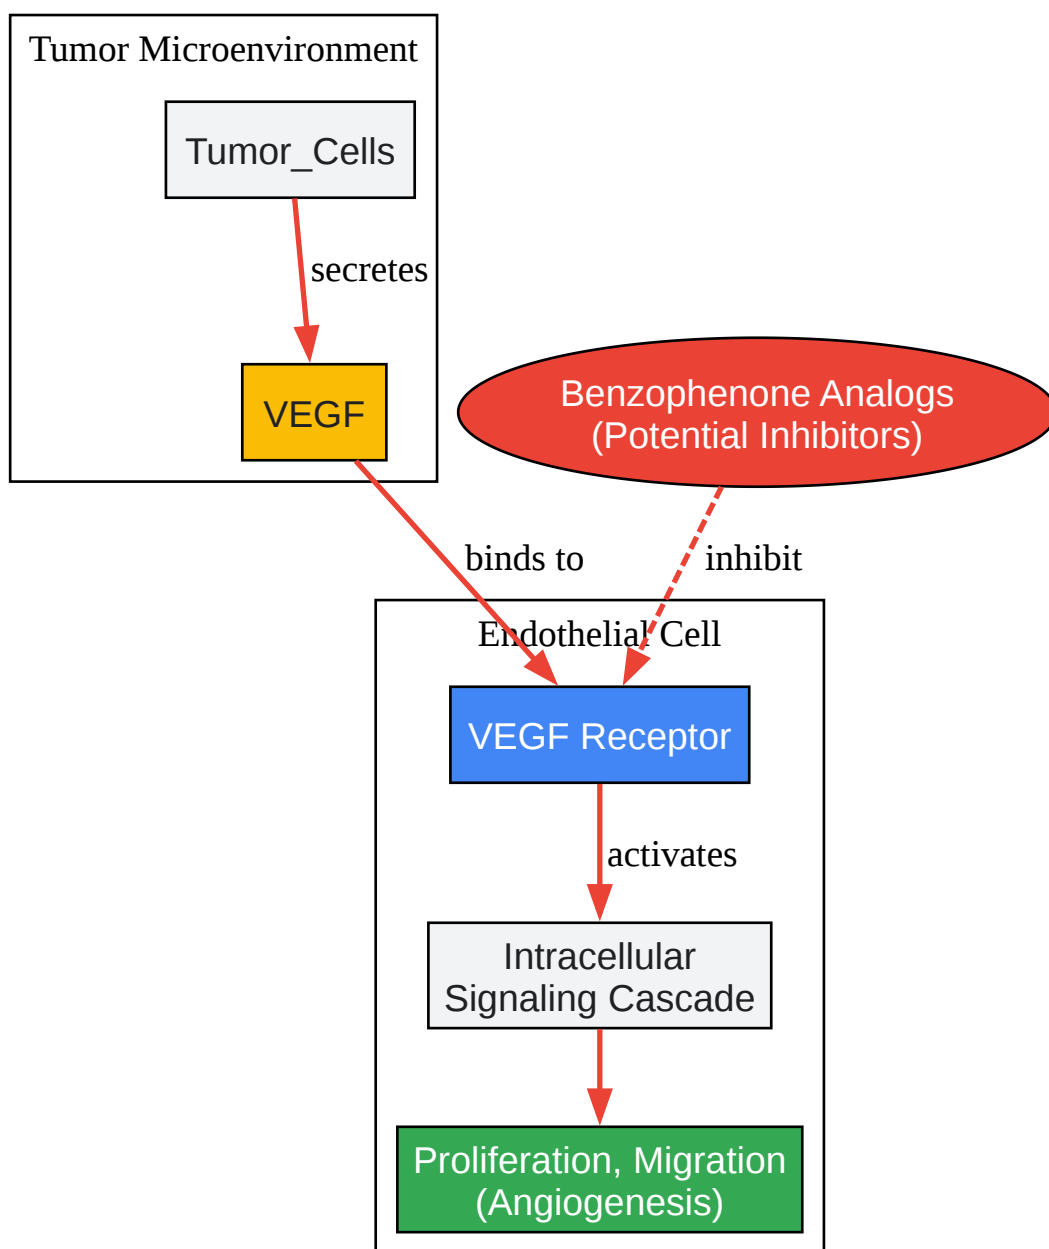 Tumor Microenvironment
Tumor_Cells
secretes
VEGF
Benzophenone Analogs
(Potential Inhibitors)
binds to
inhibit
Endothelial Cell
VEGF Receptor
activates
Intracellular
Signaling Cascade
Proliferation, Migration
(Angiogenesis)